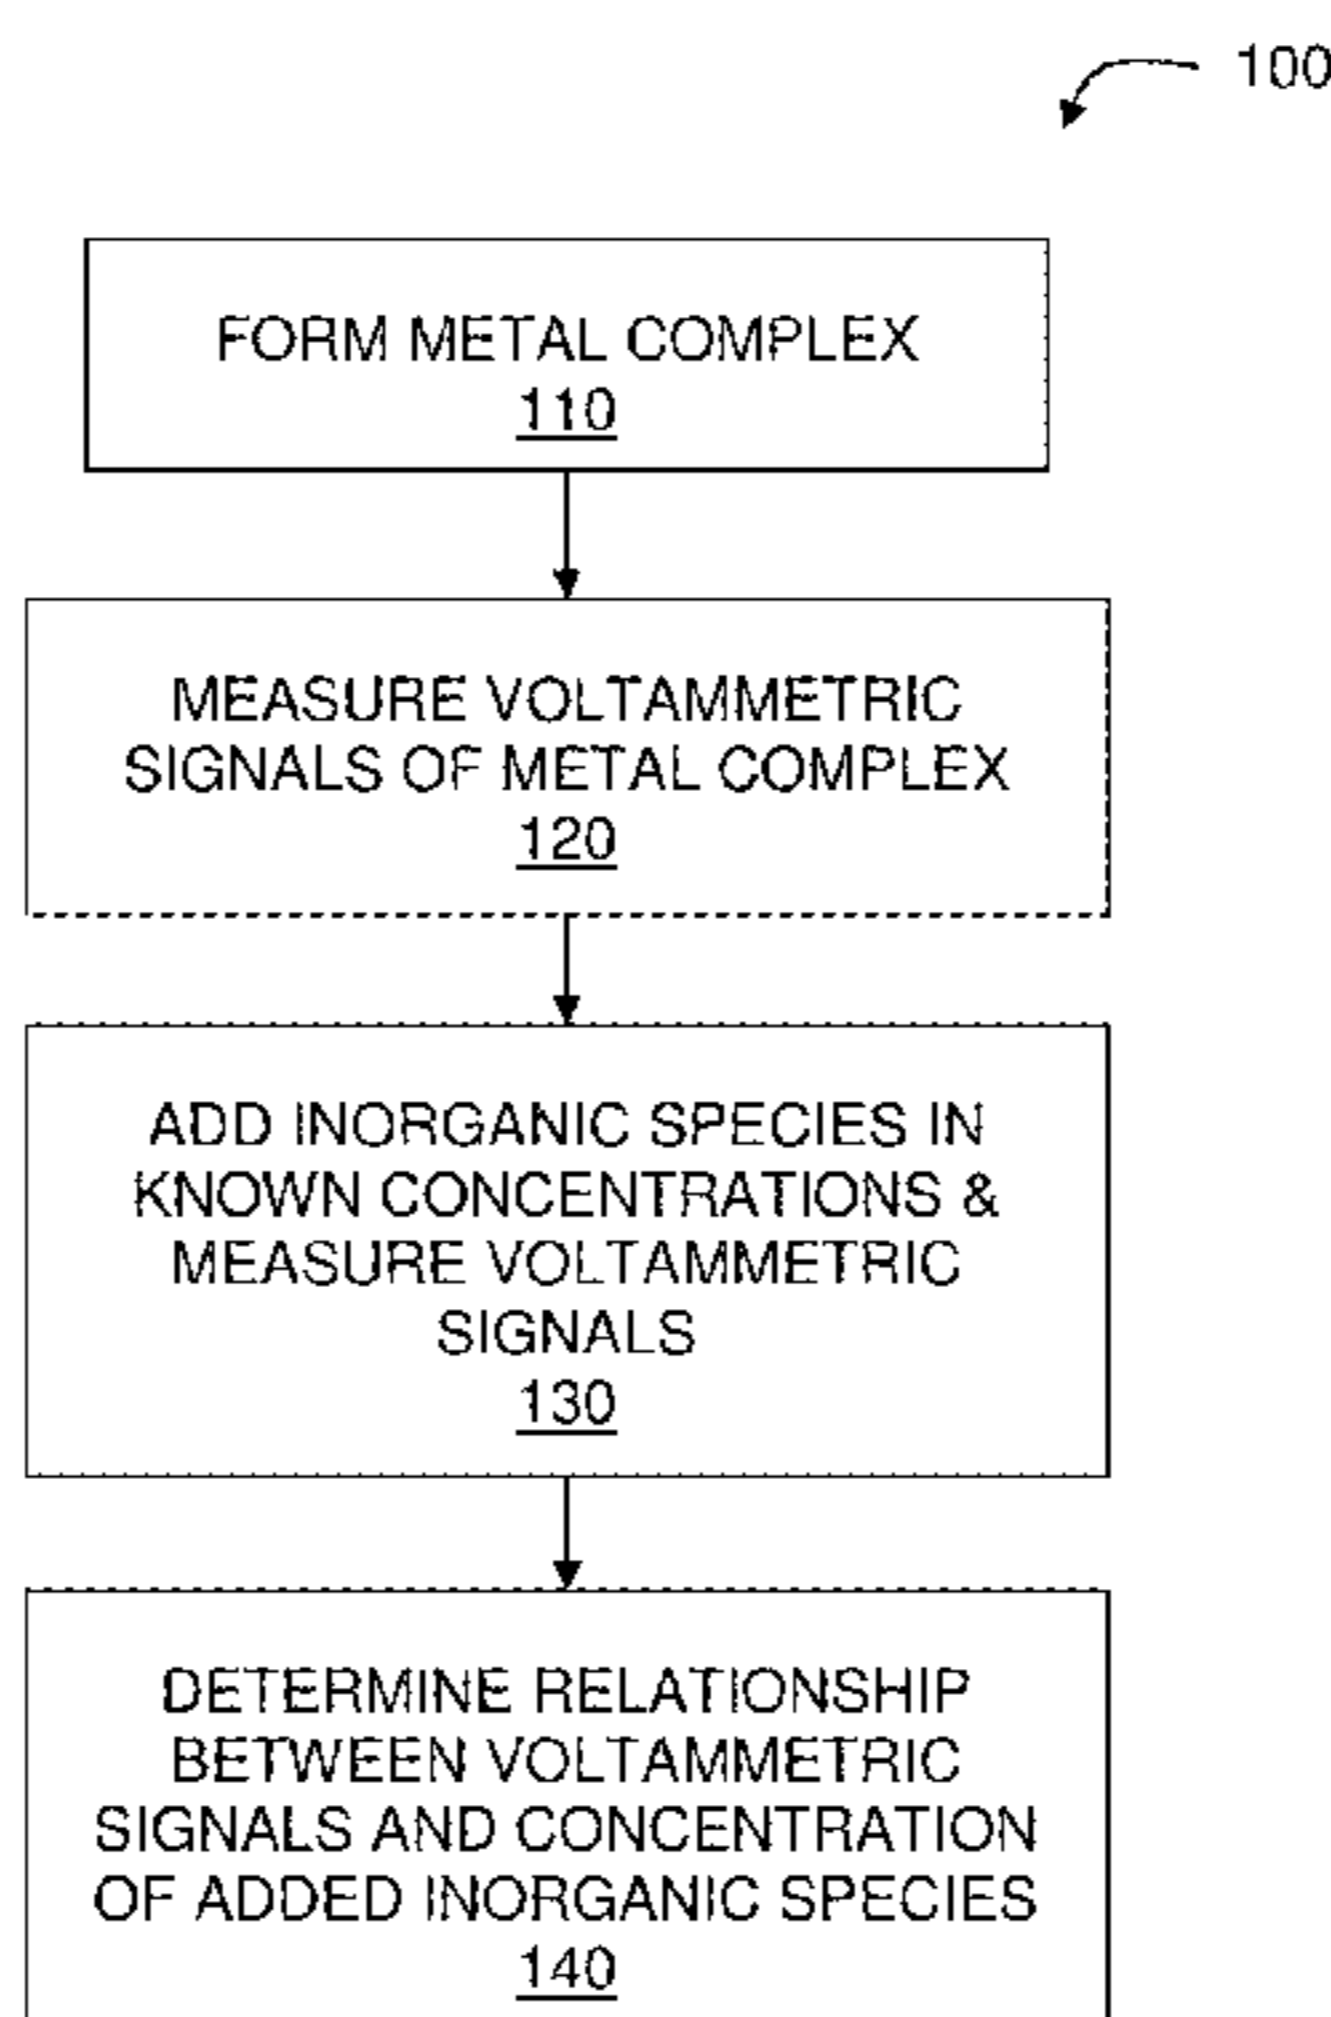 100
FORM METAL COMPLEX
110
MEASURE VOLTAMMETRIC
SIGNALS OF METAL COMPLEX
120
ADD INORGANIC SPECIES IN
KNOWN CONCENTRATIONS &
MEASURE VOLTAMMETRIC
SIGNALS
130
DETERMINE RELATIONSHIP
BETWEEN VOLTAMMETRIC
SIGNALS AND CONCENTRATION
OF ADDED INORGANIC SPECIES
140